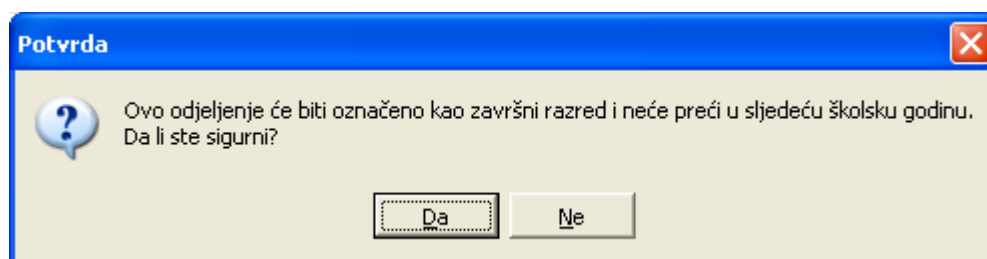 Potvrda
Ovo odjeljenje će biti označeno kao završni razred i neće preći u sljedeću školsku godinu.
Da li ste sigurni?
Da
Ne